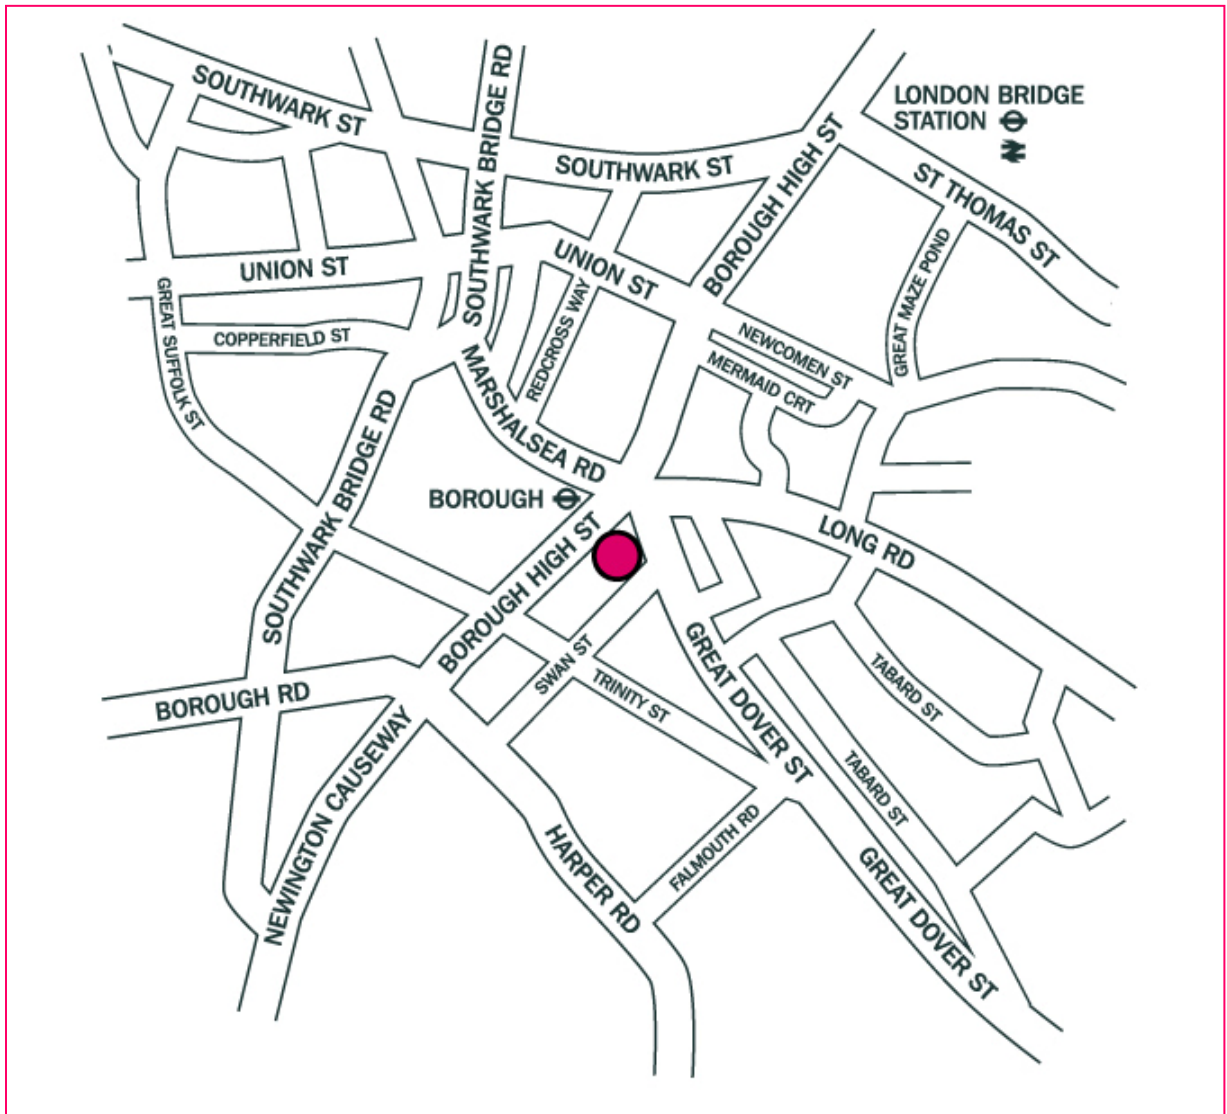 SOUTHWARK ST
SOUTHWARK BRIDGE RD
LONDON BRIDGE
STATION
SOUTHWARK ST
BOROUGH HIGH ST
ST THOMAS ST
UNION ST
UNION ST
GREAT MAZE POND
GREAT SUFFOLK ST
COPPERFIELD ST
REDCROSS WAY
NEWCOMEN ST
MERMAID CRT
MARSHALSEA RD
SOUTHWARK BRIDGE RD
BOROUGH
BOROUGH HIGH ST
LONG RD
SWAN ST
TRINITY ST
GREAT DOVER ST
TABARD ST
BOROUGH RD
NEWINGTON CAUSEWAY
TABARD ST
HARPER RD
FALMOUTH RD
GREAT DOVER ST